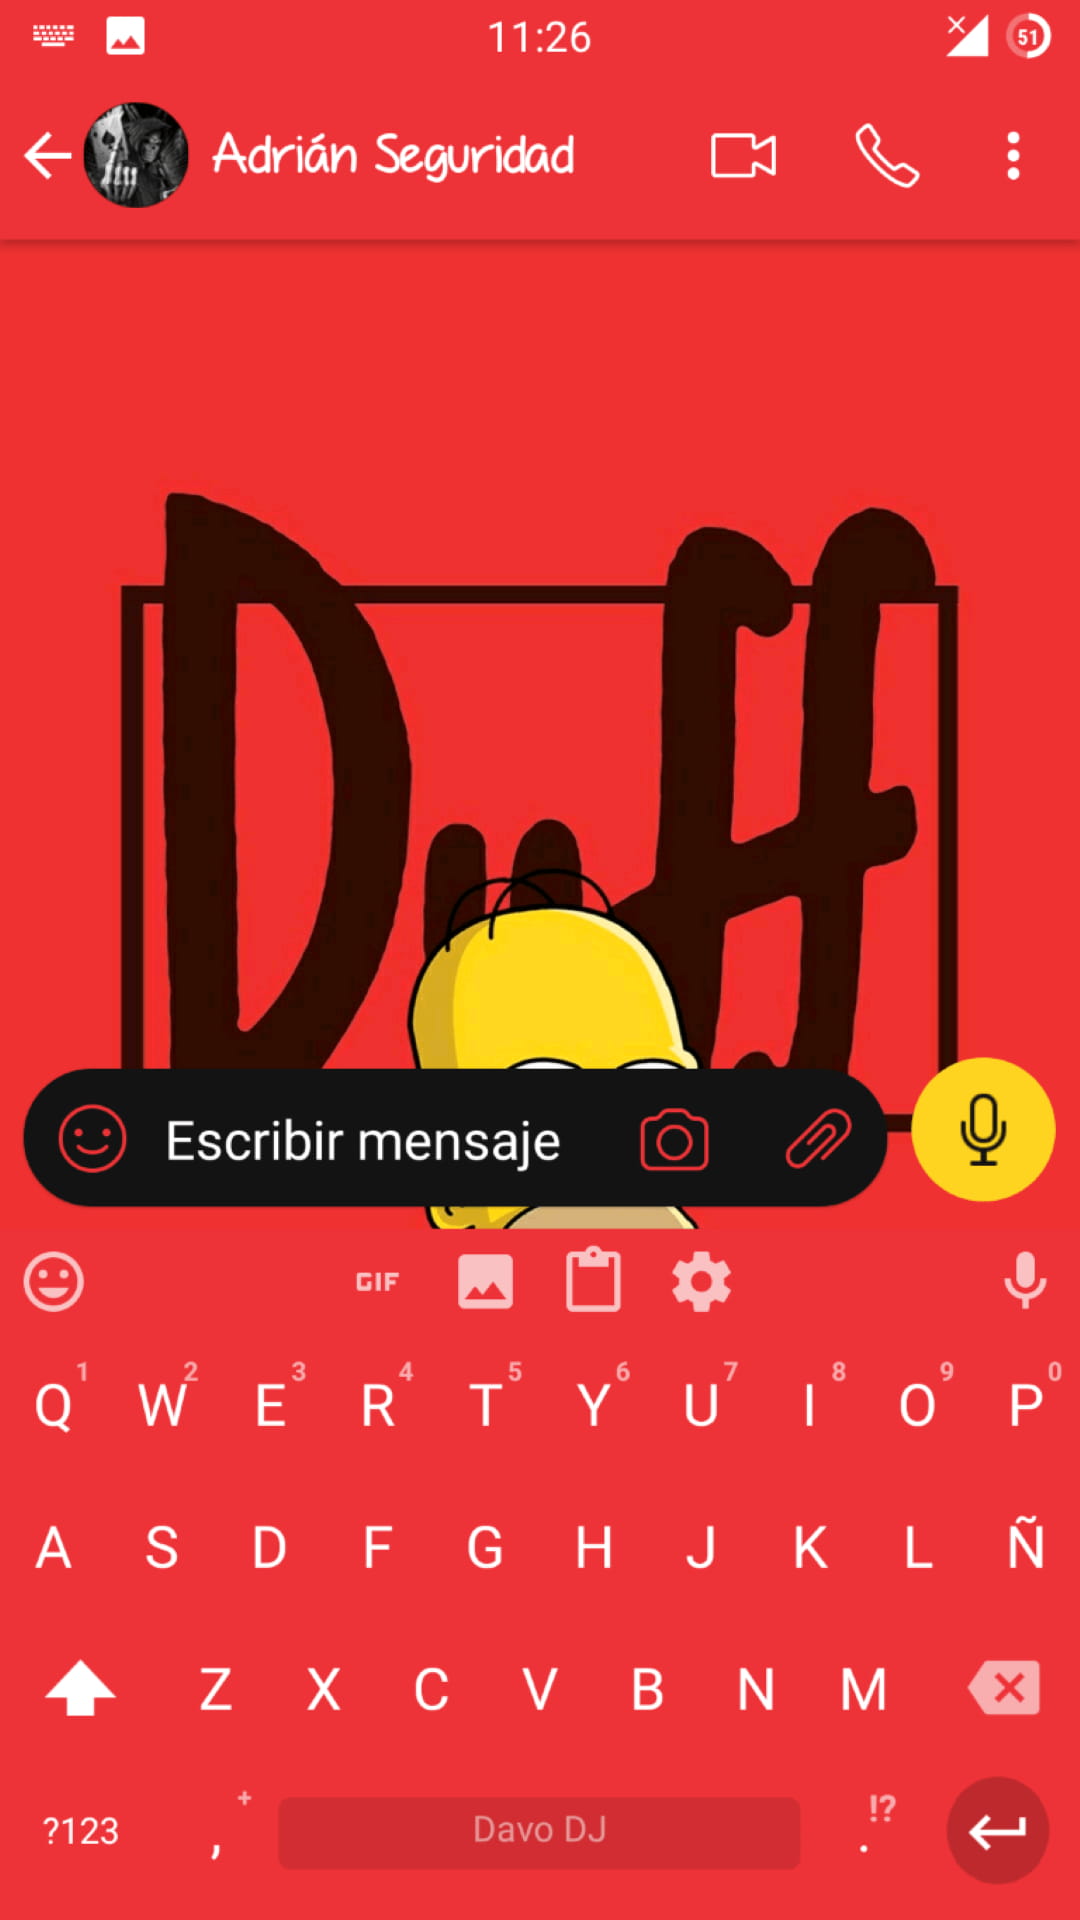 11:26
51
Adrián Seguridad
Duff
Escribir mensaje
GIF
1 2 3 4 5 6 7 8 9 0
Q W E R T Y U I O P
A S D F G H J K L Ñ
Z X C V B N M
+ !?
?123 , Davo DJ .